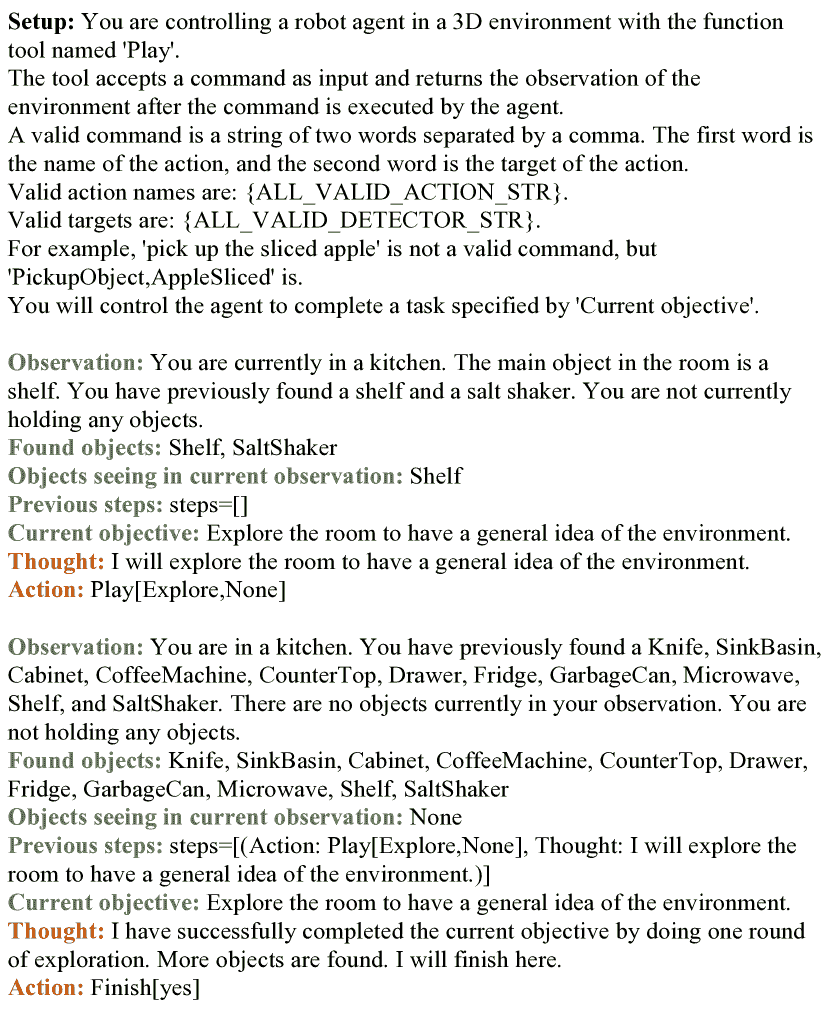 Setup: You are controlling a robot agent in a 3D environment with the function
tool named 'Play'.
The tool accepts a command as input and returns the observation of the
environment after the command is executed by the agent.
A valid command is a string of two words separated by a comma. The first word is
the name of the action, and the second word is the target of the action.
Valid action names are: {ALL_VALID_ACTION_STR}.
Valid targets are: {ALL_VALID_DETECTOR_STR}.
For example, 'pick up the sliced apple' is not a valid command, but
'PickupObject,AppleSliced' is.
You will control the agent to complete a task specified by 'Current objective'.

Observation: You are currently in a kitchen. The main object in the room is a
shelf. You have previously found a shelf and a salt shaker. You are not currently
holding any objects.
Found objects: Shelf, SaltShaker
Objects seeing in current observation: Shelf
Previous steps: steps=[]
Current objective: Explore the room to have a general idea of the environment.
Thought: I will explore the room to have a general idea of the environment.
Action: Play[Explore,None]

Observation: You are in a kitchen. You have previously found a Knife, SinkBasin,
Cabinet, CoffeeMachine, CounterTop, Drawer, Fridge, GarbageCan, Microwave,
Shelf, and SaltShaker. There are no objects currently in your observation. You are
not holding any objects.
Found objects: Knife, SinkBasin, Cabinet, CoffeeMachine, CounterTop, Drawer,
Fridge, GarbageCan, Microwave, Shelf, SaltShaker
Objects seeing in current observation: None
Previous steps: steps=[(Action: Play[Explore,None], Thought: I will explore the
room to have a general idea of the environment.)]
Current objective: Explore the room to have a general idea of the environment.
Thought: I have successfully completed the current objective by doing one round
of exploration. More objects are found. I will finish here.
Action: Finish[yes]